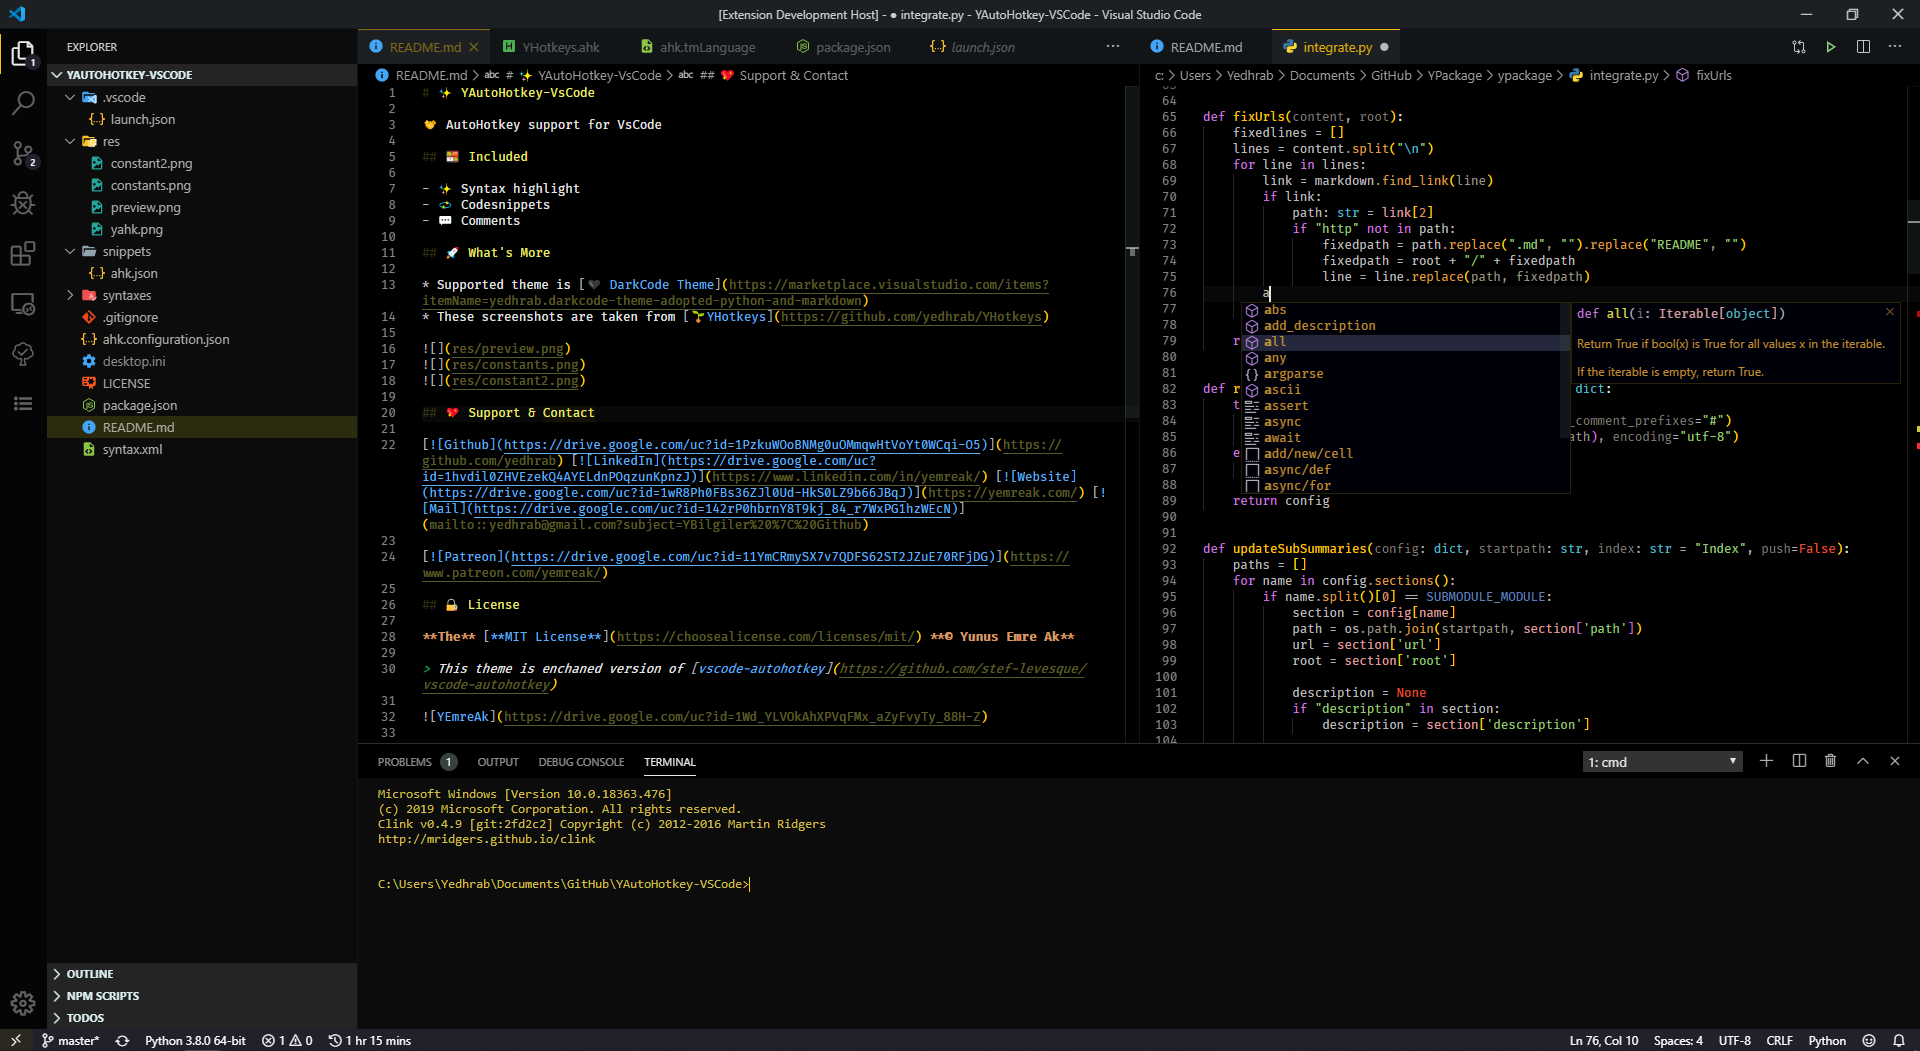 [Extension Development Host] - ● integrate.py - YAutoHotkey-VSCode - Visual Studio Code
EXPLORER
YAUTOHOTKEY-VSCODE
.vscode
launch.json
res
constant2.png
constants.png
preview.png
yahk.png
snippets
ahk.json
syntaxes
.gitignore
ahk.configuration.json
desktop.ini
LICENSE
package.json
README.md
syntax.xml
OUTLINE
NPM SCRIPTS
TODOS
1
2
README.md
YHotkeys.ahk
ahk.tmLanguage
package.json
launch.json
README.md > abc # ✨ YAutoHotkey-VsCode > abc ## 💖 Support & Contact
1 # ✨ YAutoHotkey-VsCode
2
3 AutoHotkey support for VsCode
4
5 ## Included
6
7 - ✨ Syntax highlight
8 - Codesnippets
9 - 💬 Comments
10
11 ## 🚀 What's More
12
13 * Supported theme is [🖤 DarkCode Theme](https://marketplace.visualstudio.com/items?
itemName=yedhrab.darkcode-theme-adopted-python-and-markdown)
14 * These screenshots are taken from [🌱YHotkeys](https://github.com/yedhrab/YHotkeys)
15
16 ![](res/preview.png)
17 ![](res/constants.png)
18 ![](res/constant2.png)
19
20 ## 💖 Support & Contact
21
22 [![Github](https://drive.google.com/uc?id=1PzkuWOoBNMg0uOMmqwHtVoYt0WCqi-O5)](https://
github.com/yedhrab) [![LinkedIn](https://drive.google.com/uc?
id=1hvdil0ZHVEzekQ4AYELdnPOqzunKpnzJ)](https://www.linkedin.com/in/yemreak/) [![Website]
(https://drive.google.com/uc?id=1wR8Ph0FBs36ZJl0Ud-HkS0LZ9b66JBqJ)](https://yemreak.com/) [!
[Mail](https://drive.google.com/uc?id=142rP0hbrnY8T9kj_84_r7WxPG1hzWEcN)]
(mailto::yedhrab@gmail.com?subject=YBilgiler%20%7C%20Github)
23
24 [![Patreon](https://drive.google.com/uc?id=11YmCRmySX7v7QDFS62ST2JZuE70RFjDG)](https://
www.patreon.com/yemreak/)
25
26 ## 🔏 License
27
28 **The** [**MIT License**](https://choosealicense.com/licenses/mit/) **© Yunus Emre Ak**
29
30 > This theme is enchaned version of [vscode-autohotkey](https://github.com/stef-levesque/
vscode-autohotkey)
31
32 ![YEmreAk](https://drive.google.com/uc?id=1Wd_YLVOkAhXPVqFMx_aZyFvyTy_88H-Z)
33
README.md
integrate.py
c: > Users > Yedhrab > Documents > GitHub > YPackage > ypackage > integrate.py > fixUrls
64
65 def fixUrls(content, root):
66 fixedlines = []
67 lines = content.split("\n")
68 for line in lines:
69 link = markdown.find_link(line)
70 if link:
71 path: str = link[2]
72 if "http" not in path:
73 fixedpath = path.replace(".md", "").replace("README", "")
74 fixedpath = root + "/" + fixedpath
75 line = line.replace(path, fixedpath)
76 a
77
78
79 r
80
81
82 def r dict:
83 t
84 _comment_prefixes="#")
85 ath), encoding="utf-8")
86 e
87
88
89 return config
90
91
92 def updateSubSummaries(config: dict, startpath: str, index: str = "Index", push=False):
93 paths = []
94 for name in config.sections():
95 if name.split()[0] == SUBMODULE_MODULE:
96 section = config[name]
97 path = os.path.join(startpath, section['path'])
98 url = section['url']
99 root = section['root']
100
101 description = None
102 if "description" in section:
103 description = section['description']
104
abs
add_description
all
any
argparse
ascii
assert
async
await
add/new/cell
async/def
async/for
def all(i: Iterable[object])
Return True if bool(x) is True for all values x in the iterable.
If the iterable is empty, return True.
PROBLEMS 1 OUTPUT DEBUG CONSOLE TERMINAL
1: cmd
Microsoft Windows [Version 10.0.18363.476]
(c) 2019 Microsoft Corporation. All rights reserved.
Clink v0.4.9 [git:2fd2c2] Copyright (c) 2012-2016 Martin Ridgers
http://mridgers.github.io/clink
C:\Users\Yedhrab\Documents\GitHub\YAutoHotkey-VSCode>
master* Python 3.8.0 64-bit 1 0 1 hr 15 mins
Ln 76, Col 10 Spaces: 4 UTF-8 CRLF Python